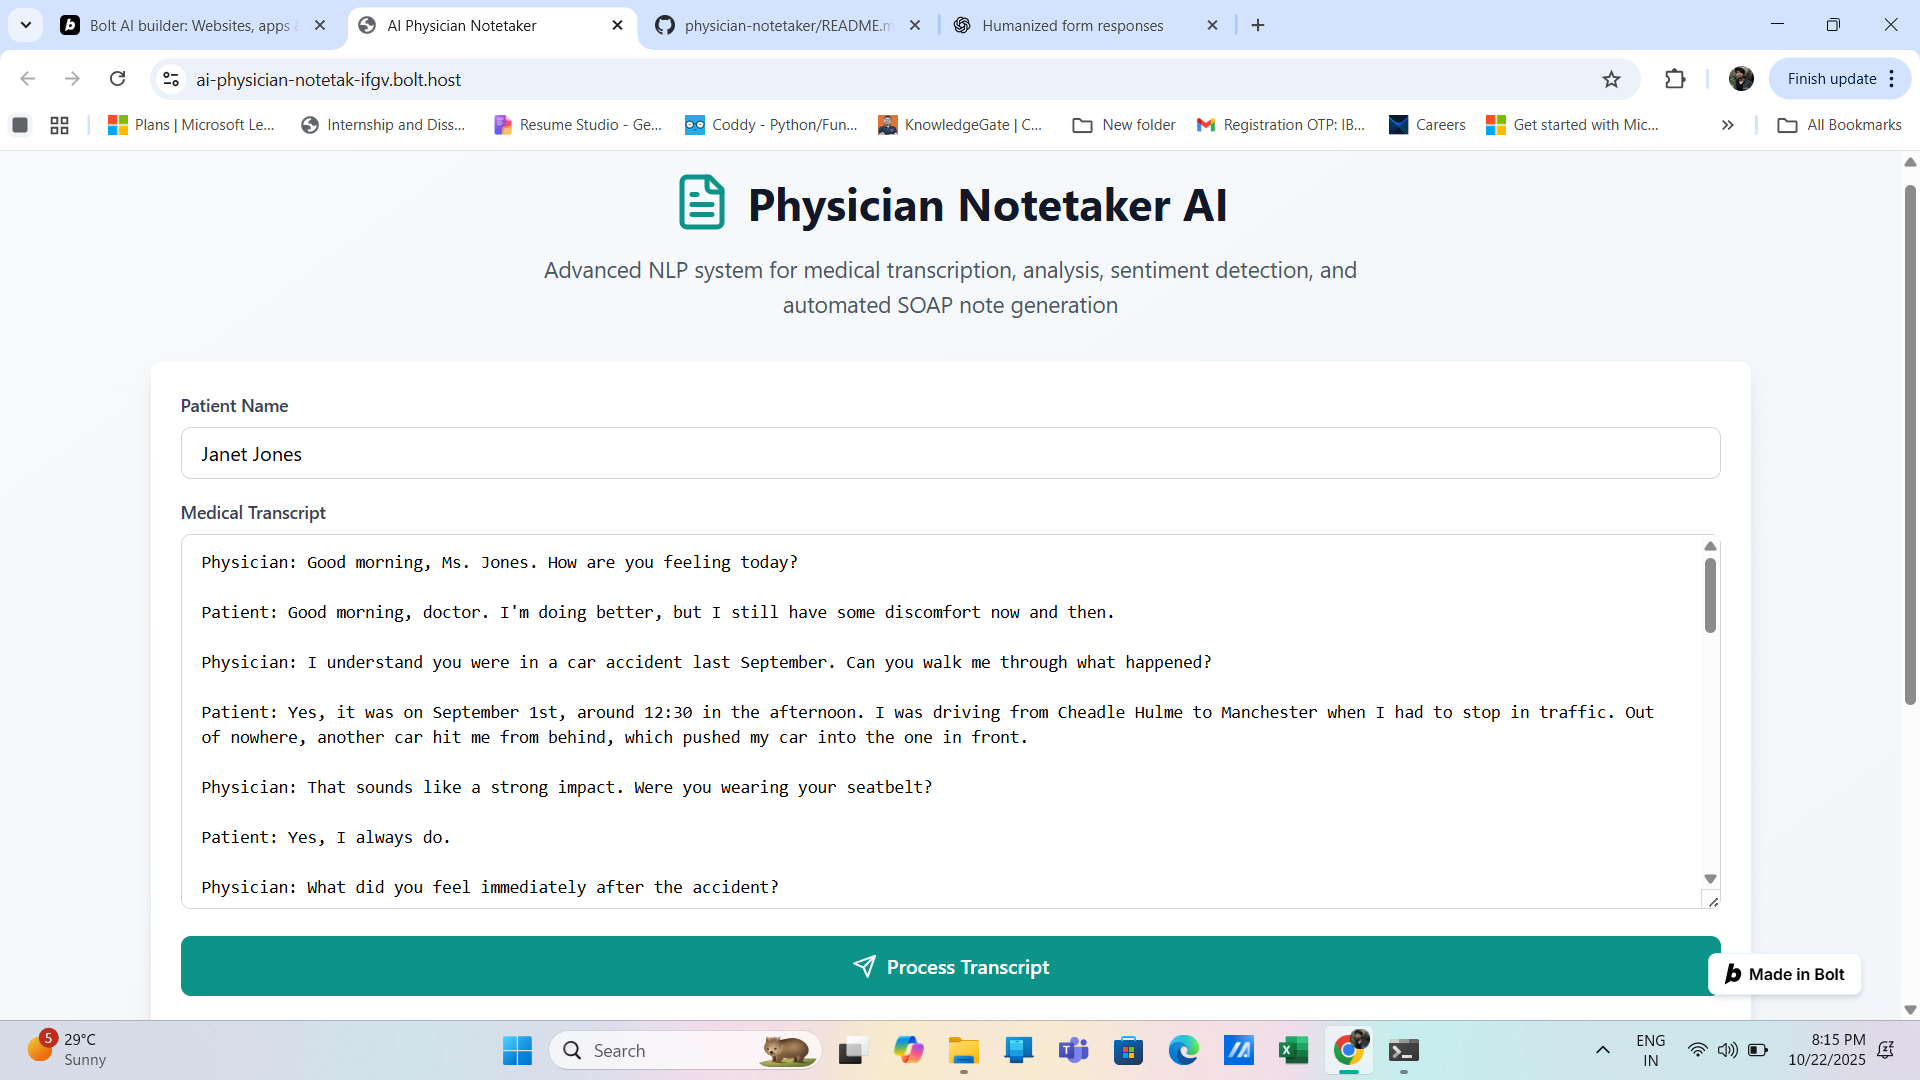 Bolt AI builder: Websites, apps
AI Physician Notetaker
physician-notetaker/README.m
Humanized form responses
ai-physician-notetak-ifgv.bolt.host
Finish update
Plans | Microsoft Le...
Internship and Diss...
Resume Studio - Ge...
Coddy - Python/Fun...
KnowledgeGate | C...
New folder
Registration OTP: IB...
Careers
Get started with Mic...
All Bookmarks
Physician Notetaker AI
Advanced NLP system for medical transcription, analysis, sentiment detection, and
automated SOAP note generation
Patient Name
Janet Jones
Medical Transcript
Physician: Good morning, Ms. Jones. How are you feeling today?
Patient: Good morning, doctor. I'm doing better, but I still have some discomfort now and then.
Physician: I understand you were in a car accident last September. Can you walk me through what happened?
Patient: Yes, it was on September 1st, around 12:30 in the afternoon. I was driving from Cheadle Hulme to Manchester when I had to stop in traffic. Out
of nowhere, another car hit me from behind, which pushed my car into the one in front.
Physician: That sounds like a strong impact. Were you wearing your seatbelt?
Patient: Yes, I always do.
Physician: What did you feel immediately after the accident?
Process Transcript
b Made in Bolt
5
29°C
Sunny
Search
ENG
IN
8:15 PM
10/22/2025